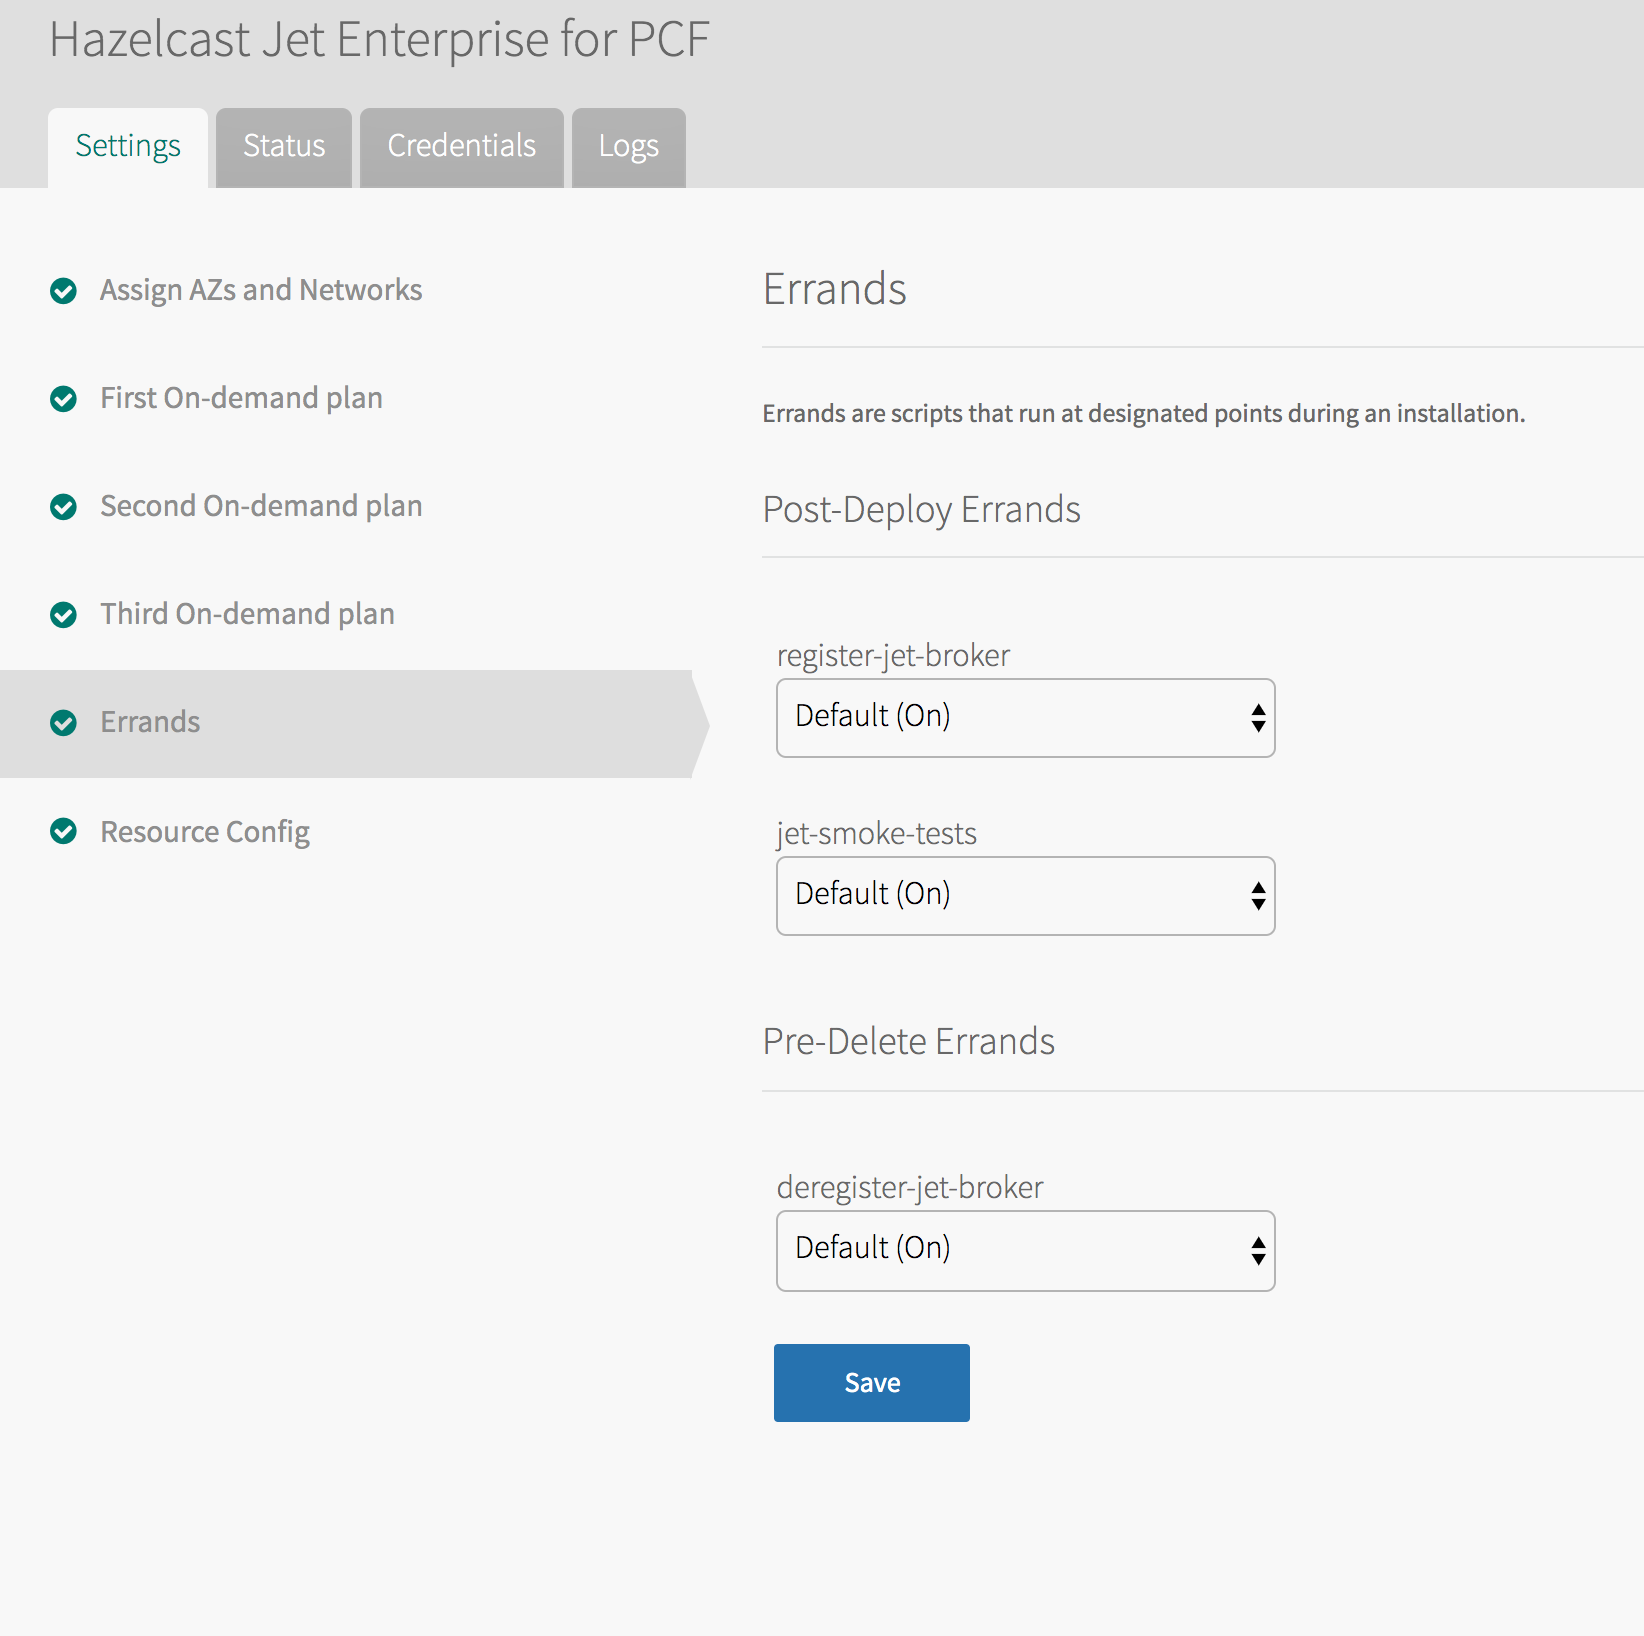 Hazelcast Jet Enterprise for PCF
Settings
Status
Credentials
Logs
Assign AZs and Networks
First On-demand plan
Second On-demand plan
Third On-demand plan
Errands
Resource Config
Errands
Errands are scripts that run at designated points during an installation.
Post-Deploy Errands
register-jet-broker
Default (On)
jet-smoke-tests
Default (On)
Pre-Delete Errands
deregister-jet-broker
Default (On)
Save